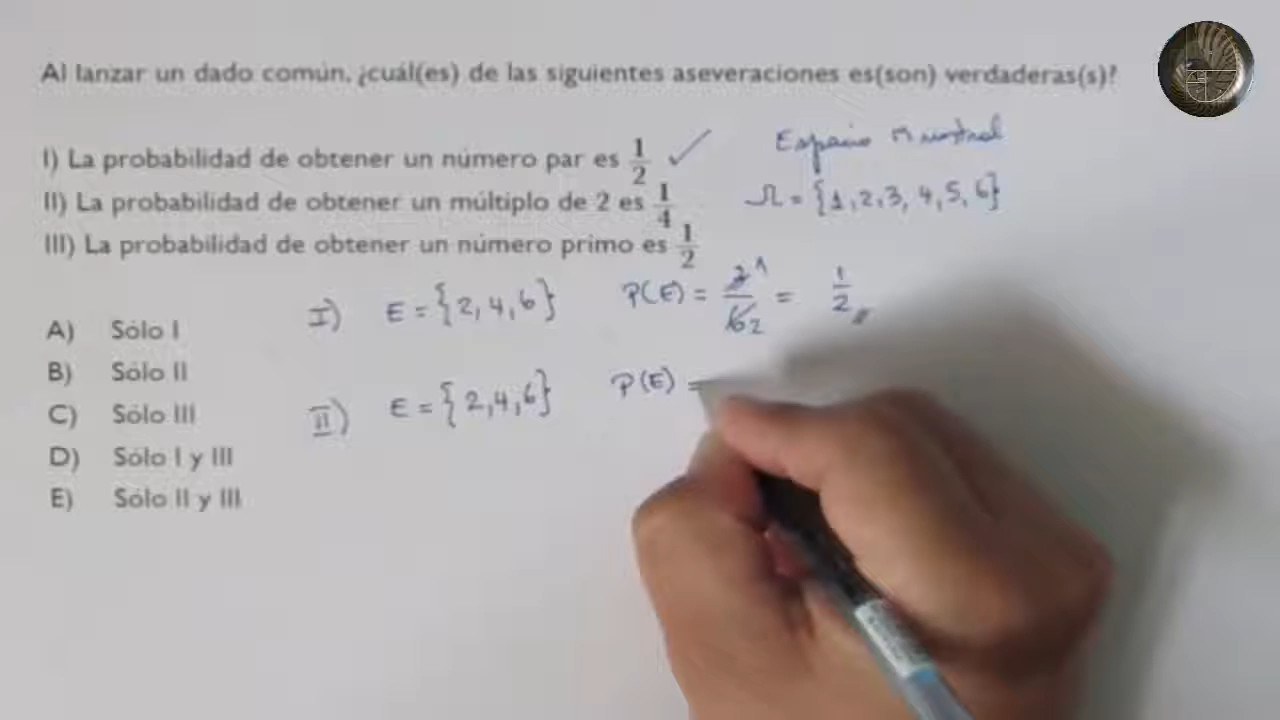 Al lanzar un dado común, ¿cuál(es) de las siguientes aseveraciones es(son) verdaderas(s)?
I) La probabilidad de obtener un número par es 1/2 ✓
II) La probabilidad de obtener un múltiplo de 2 es 1/4
III) La probabilidad de obtener un número primo es 1/2
Espacio Muestral
Ω = {1, 2, 3, 4, 5, 6}
I) E = {2, 4, 6} P(E) = 3 1 / 6 2 = 1/2
II) E = {2, 4, 6} P(E) =
A) Sólo I
B) Sólo II
C) Sólo III
D) Sólo I y III
E) Sólo II y III